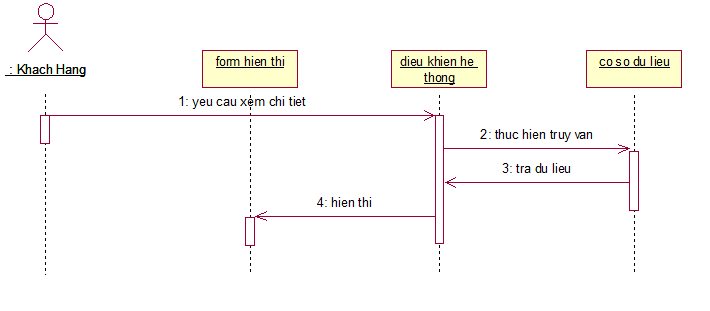 : Khach Hang
form hien thi
dieu khien he
thong
co so du lieu
1: yeu cau xem chi tiet
2: thuc hien truy van
3: tra du lieu
4: hien thi